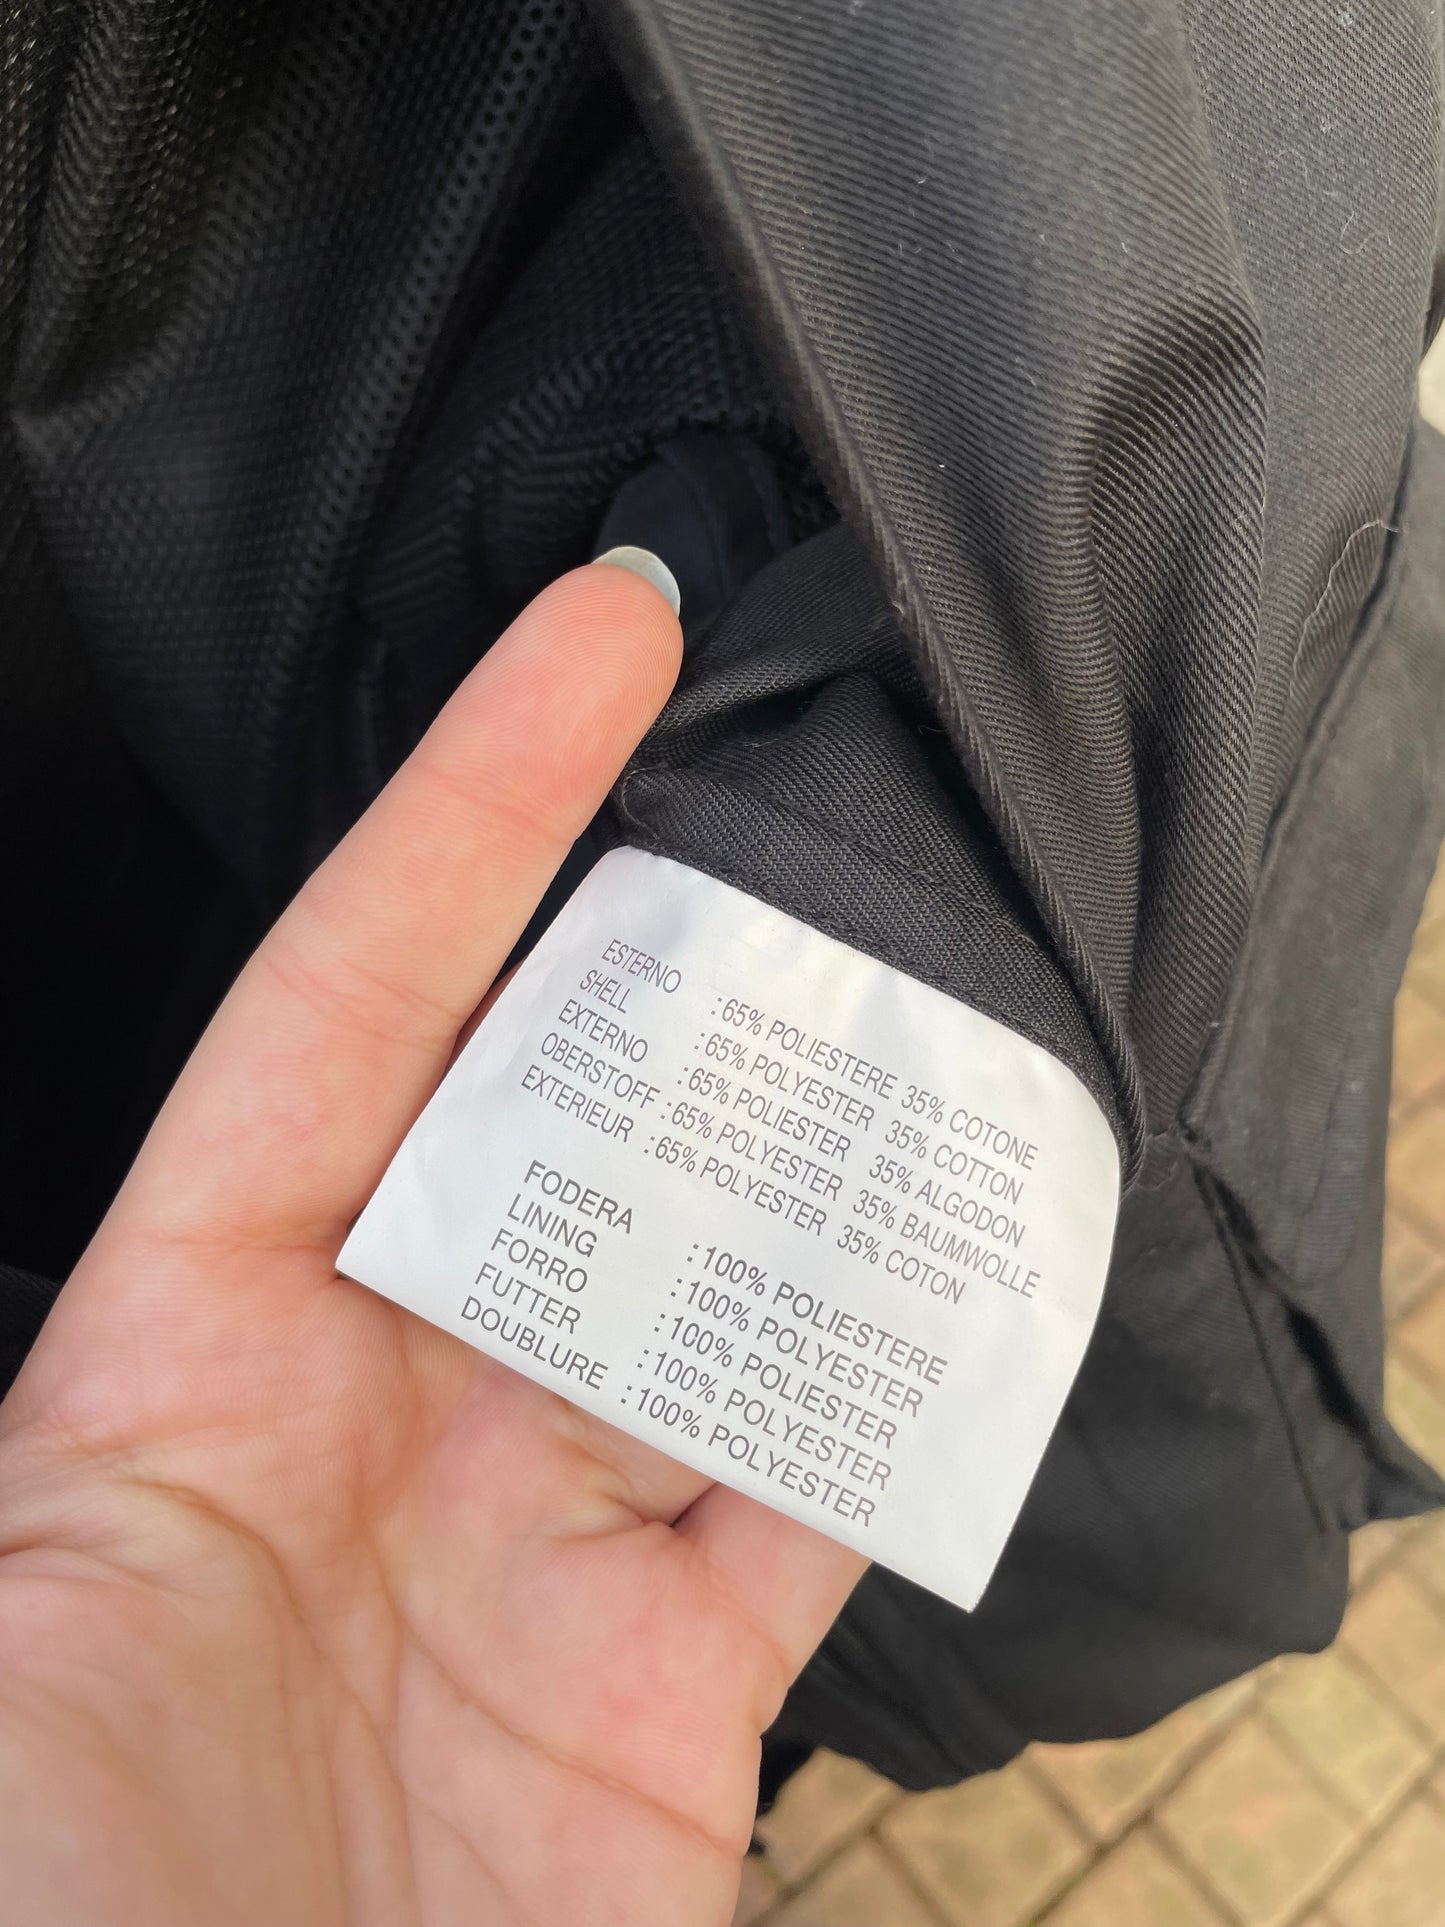 ESTERNO :65% POLIESTERE 35% COTONE
SHELL :65% POLYESTER 35% COTTON
EXTERNO :65% POLIESTER 35% ALGODON
OBERSTOFF :65% POLYESTER 35% BAUMWOLLE
EXTERIEUR :65% POLYESTER 35% COTON
FODERA :100% POLIESTERE
LINING :100% POLYESTER
FORRO :100% POLIESTER
FUTTER :100% POLYESTER
DOUBLURE :100% POLYESTER